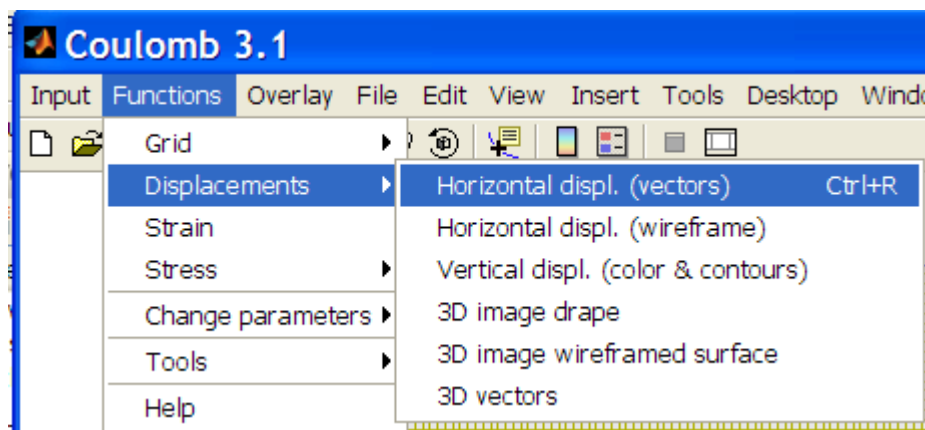 Coulomb 3.1
Input Functions Overlay File Edit View Insert Tools Desktop
Grid
Displacements
Horizontal displ. (vectors) Ctrl+R
Strain
Horizontal displ. (wireframe)
Stress
Vertical displ. (color & contours)
Change parameters
3D image drape
Tools
3D image wireframed surface
Help
3D vectors